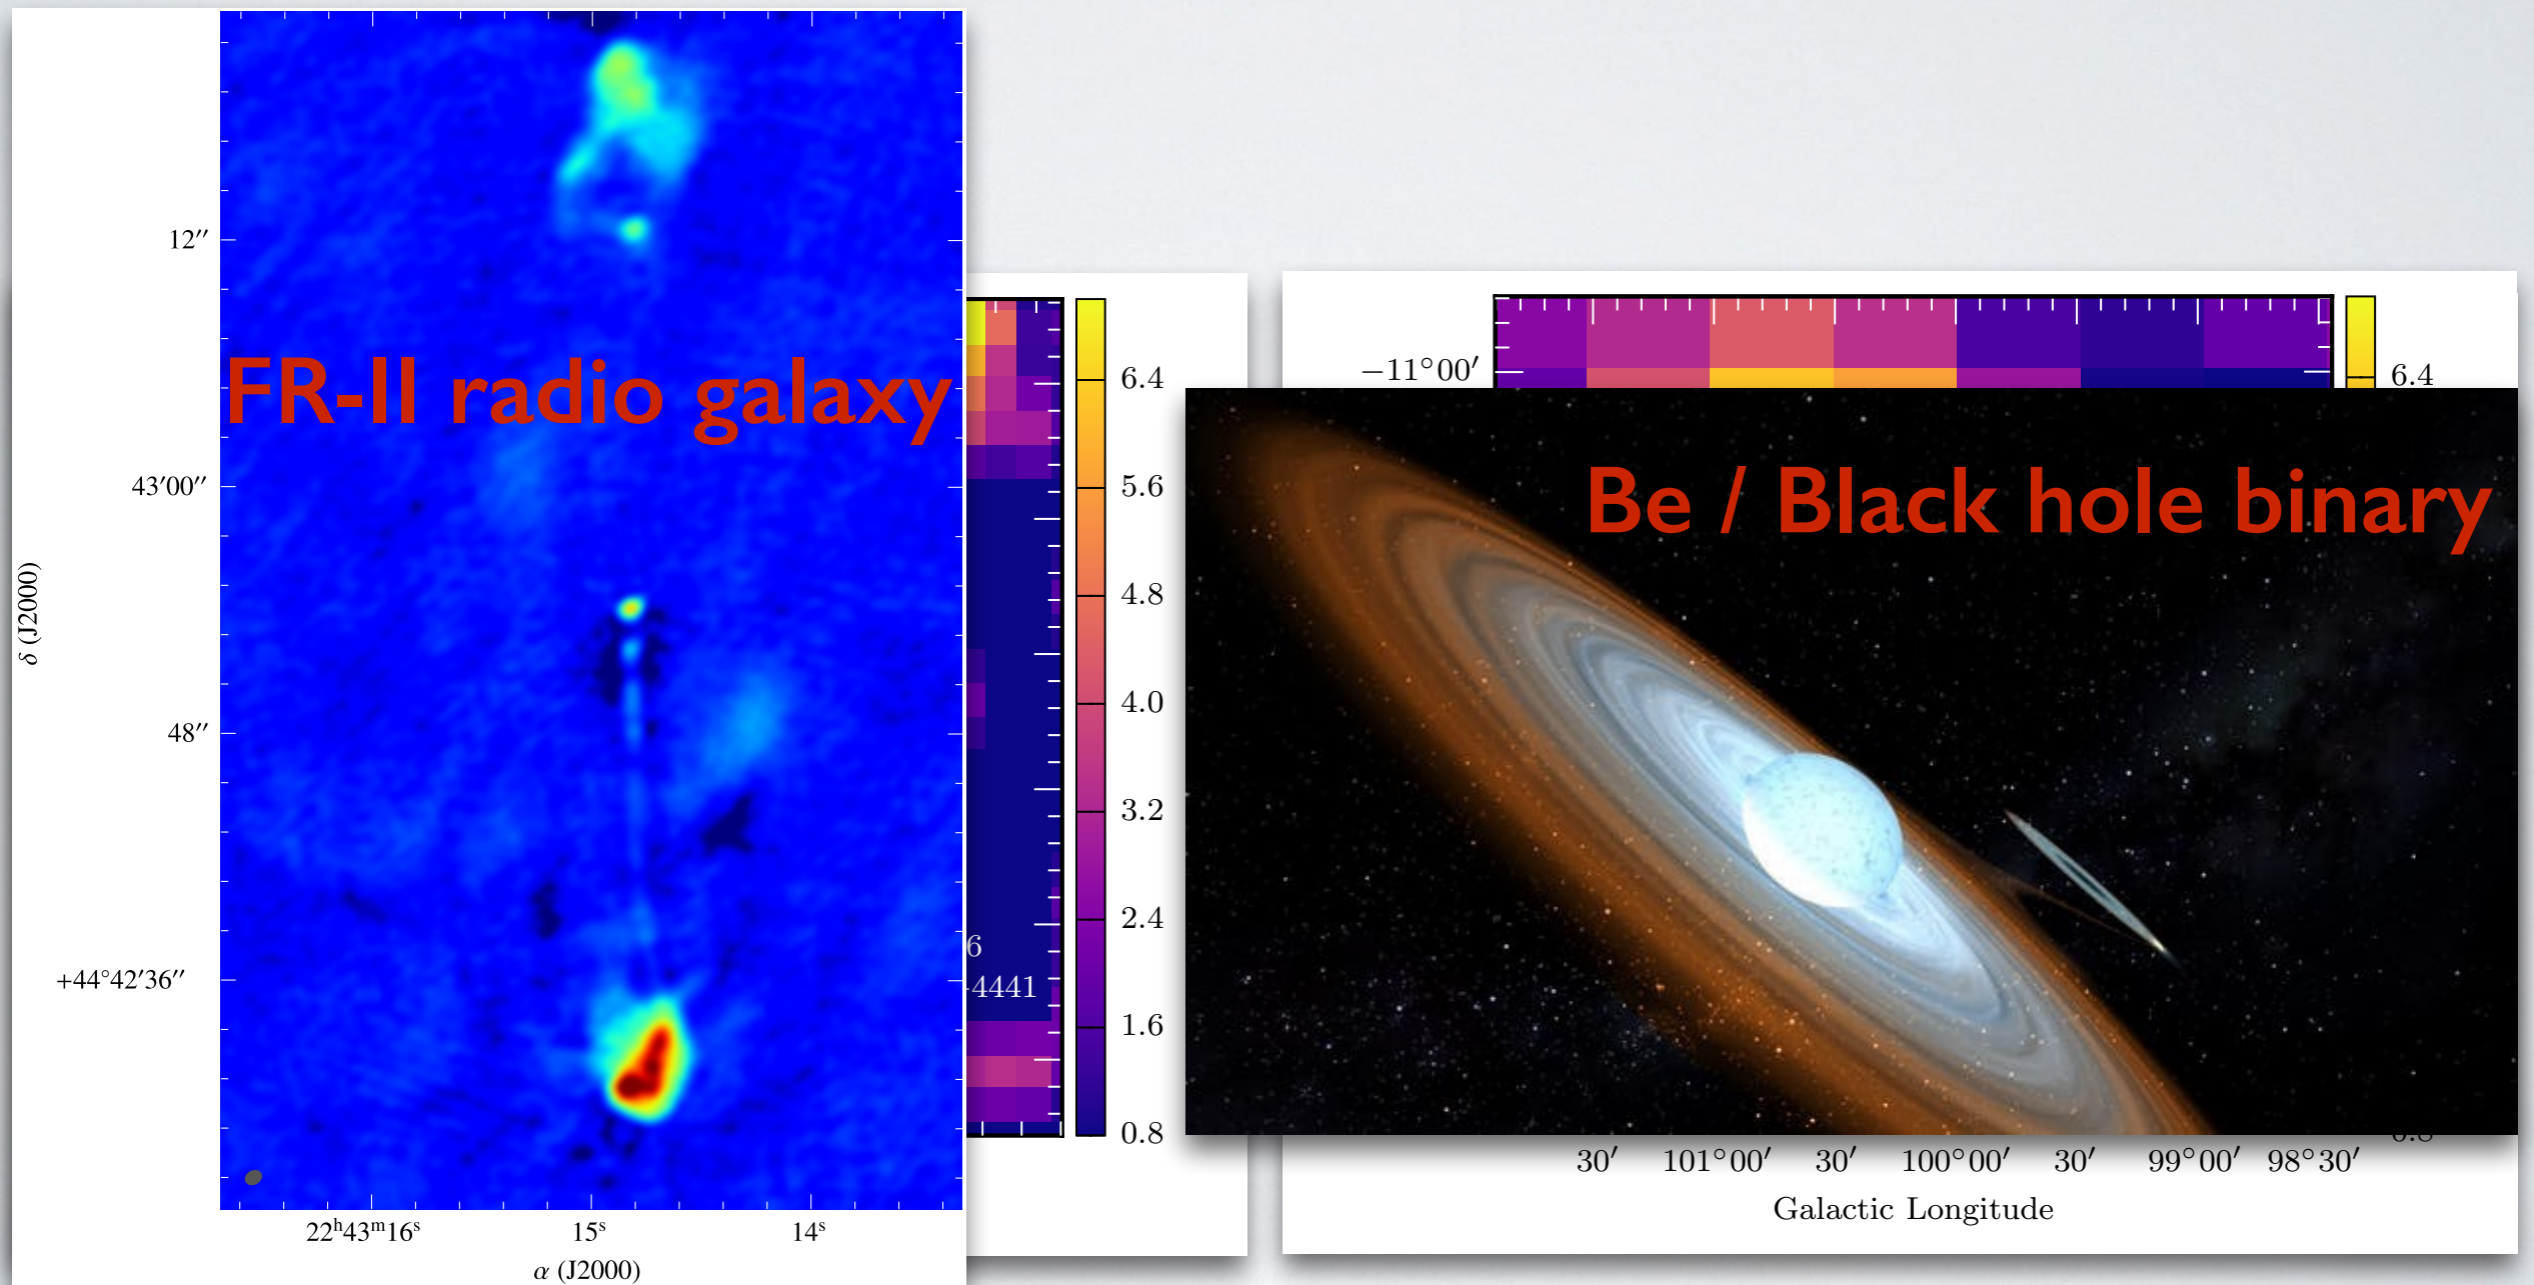 12″
FR-II radio galaxy
43′00″
δ (J2000)
48″
+44°42′36″
22ʰ43ᵐ16ˢ 15ˢ 14ˢ
α (J2000)
6.4
5.6
4.8
4.0
3.2
2.4
1.6
0.8
6
-4441
−11°00′
6.4
Be / Black hole binary
30′ 101°00′ 30′ 100°00′ 30′ 99°00′ 98°30′
Galactic Longitude